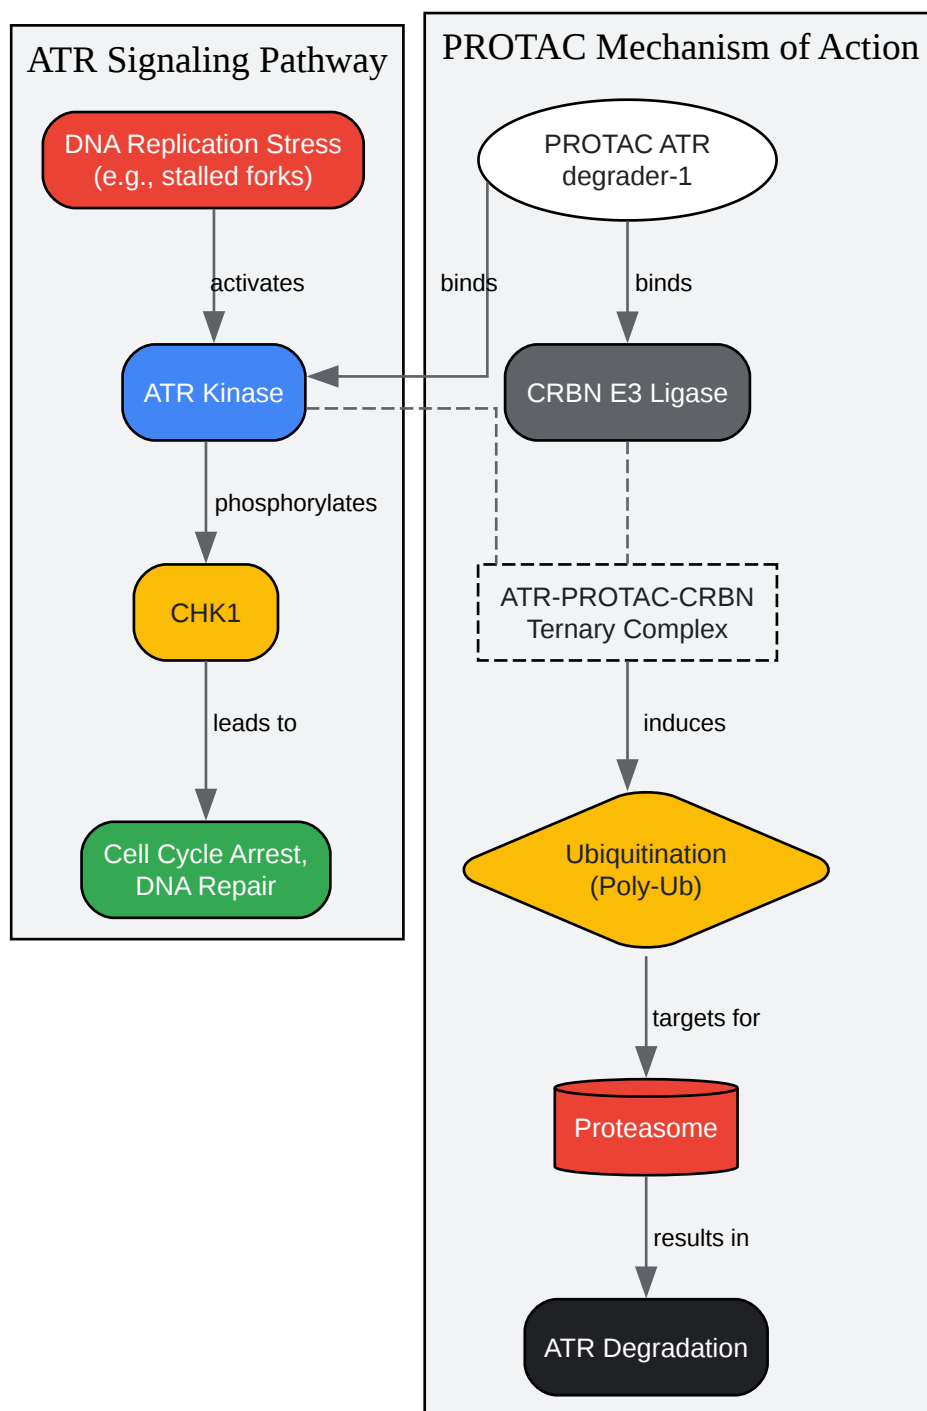 ATR Signaling Pathway
DNA Replication Stress
(e.g., stalled forks)
activates
ATR Kinase
phosphorylates
CHK1
leads to
Cell Cycle Arrest,
DNA Repair
PROTAC Mechanism of Action
PROTAC ATR
degrader-1
binds
binds
CRBN E3 Ligase
ATR-PROTAC-CRBN
Ternary Complex
induces
Ubiquitination
(Poly-Ub)
targets for
Proteasome
results in
ATR Degradation